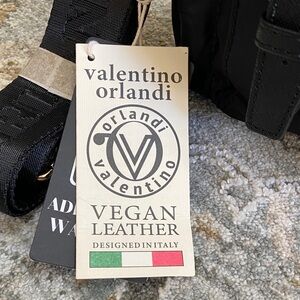 valentino
orlandi
orlandi
V
valentino
VEGAN
LEATHER
DESIGNED IN ITALY